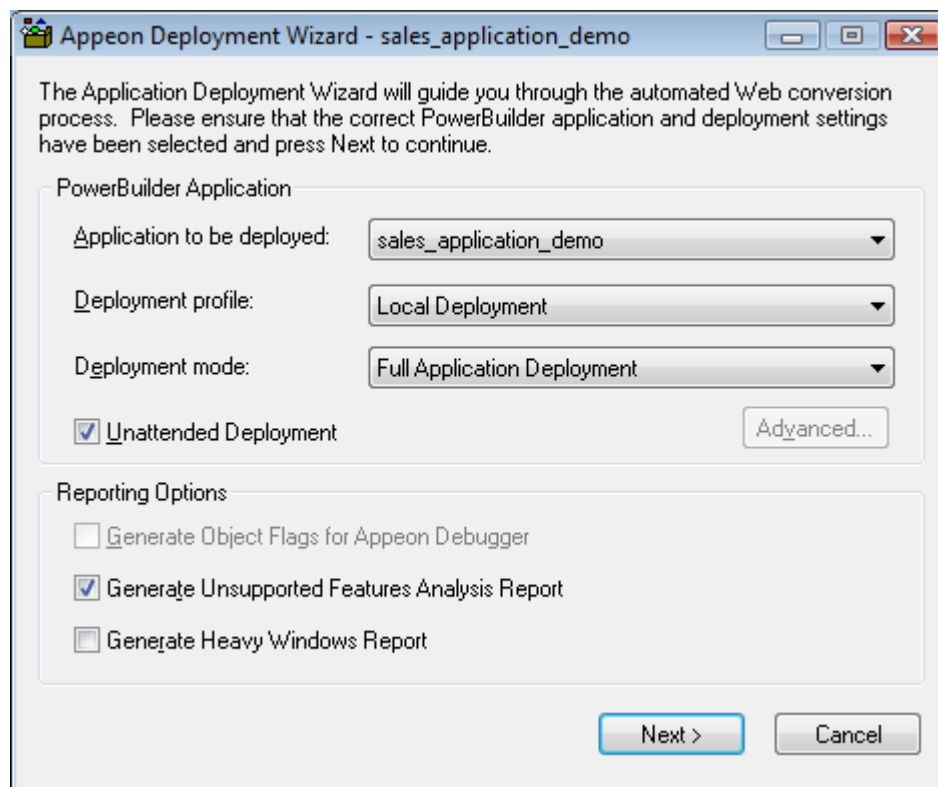 Appeon Deployment Wizard - sales_application_demo
The Application Deployment Wizard will guide you through the automated Web conversion
process. Please ensure that the correct PowerBuilder application and deployment settings
have been selected and press Next to continue.
PowerBuilder Application
Application to be deployed: sales_application_demo
Deployment profile: Local Deployment
Deployment mode: Full Application Deployment
Unattended Deployment Advanced...
Reporting Options
Generate Object Flags for Appeon Debugger
Generate Unsupported Features Analysis Report
Generate Heavy Windows Report
Next > Cancel